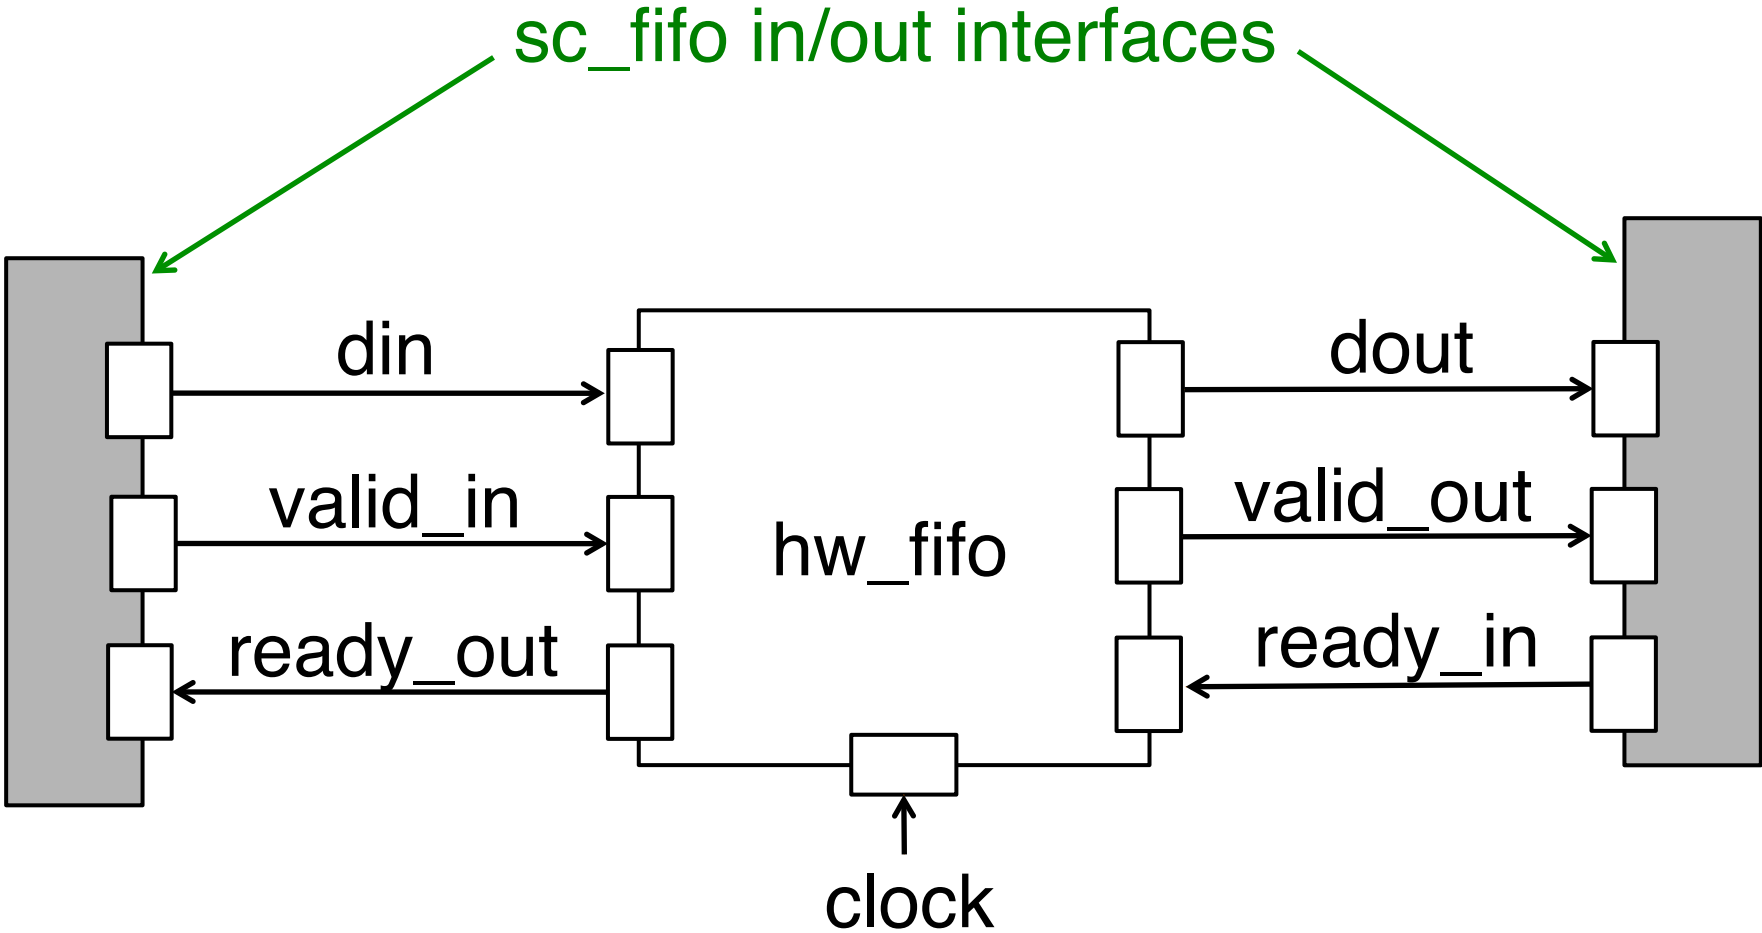 sc_fifo in/out interfaces
din
dout
valid_in
valid_out
hw_fifo
ready_out
ready_in
clock